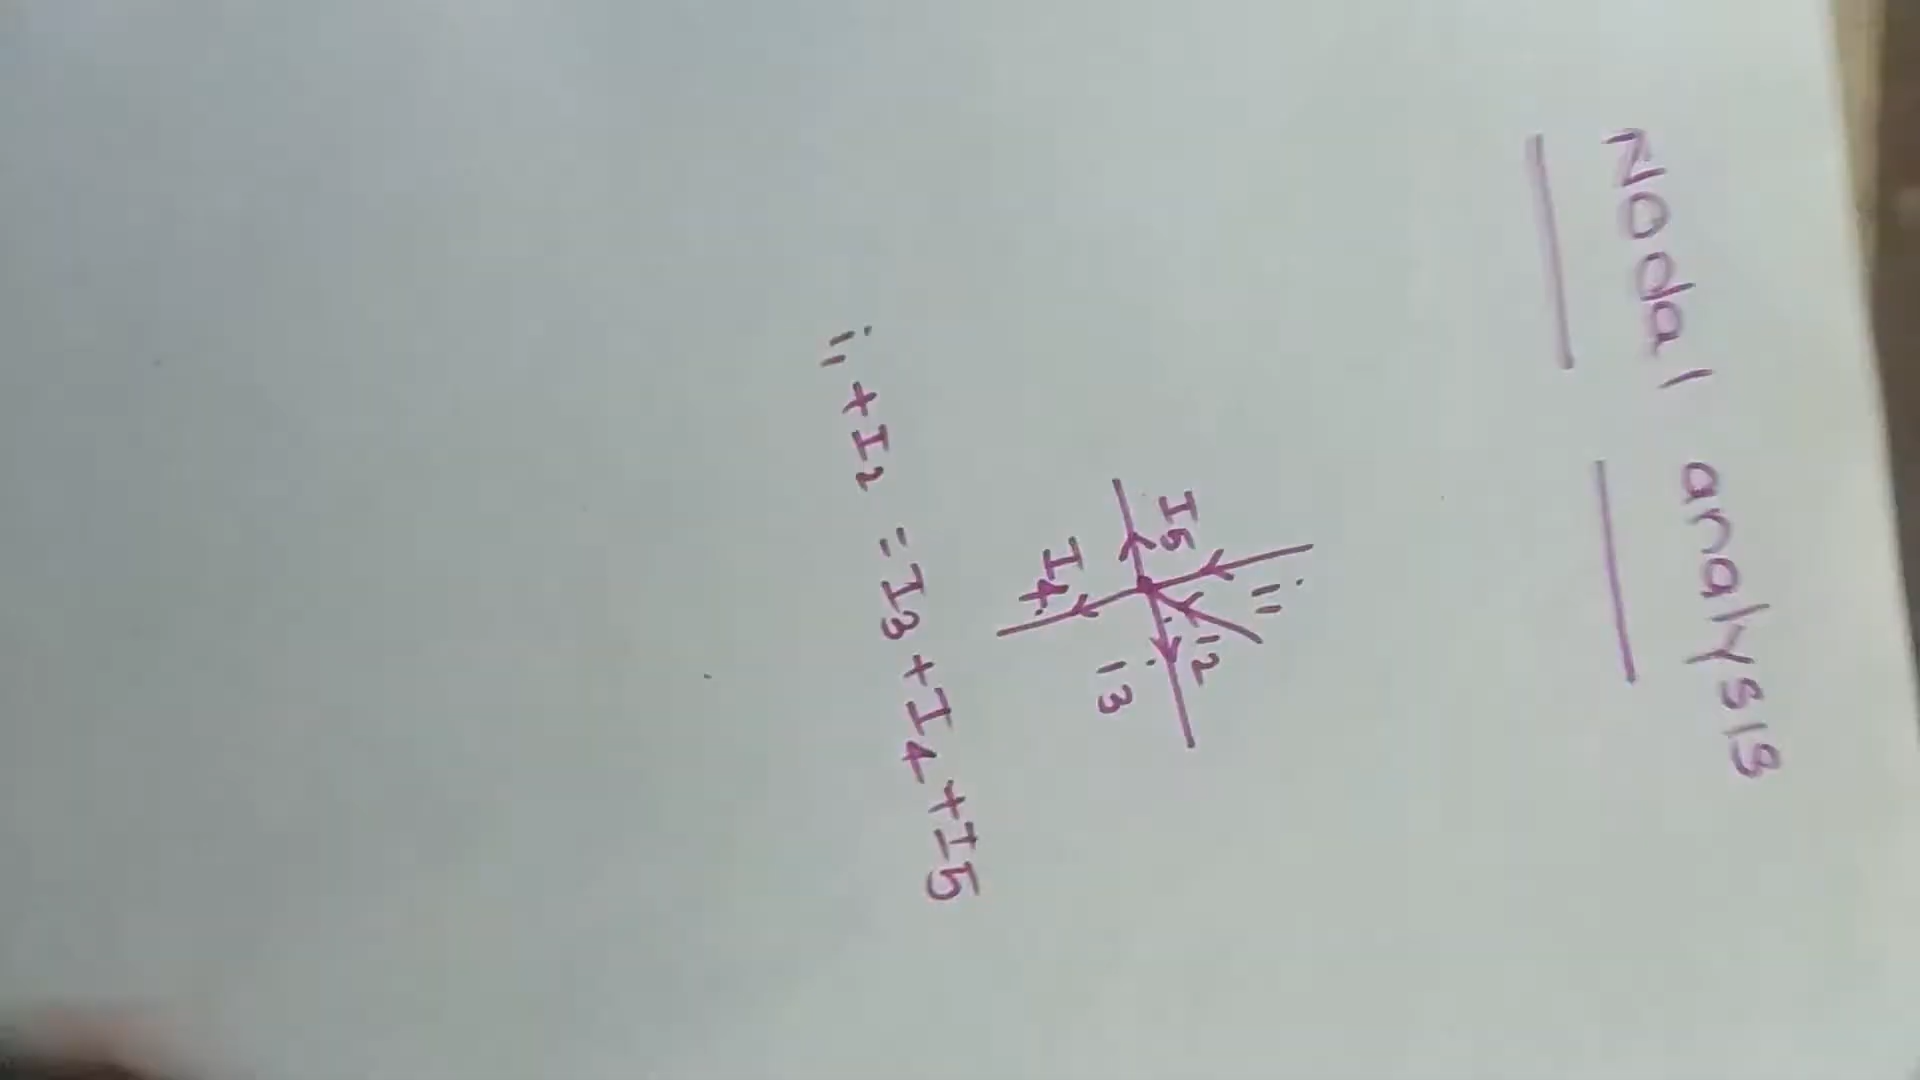 Nodal analysis
i1
I5
i2
I4
i3
i1 + I2 = I3 + I4 + I5